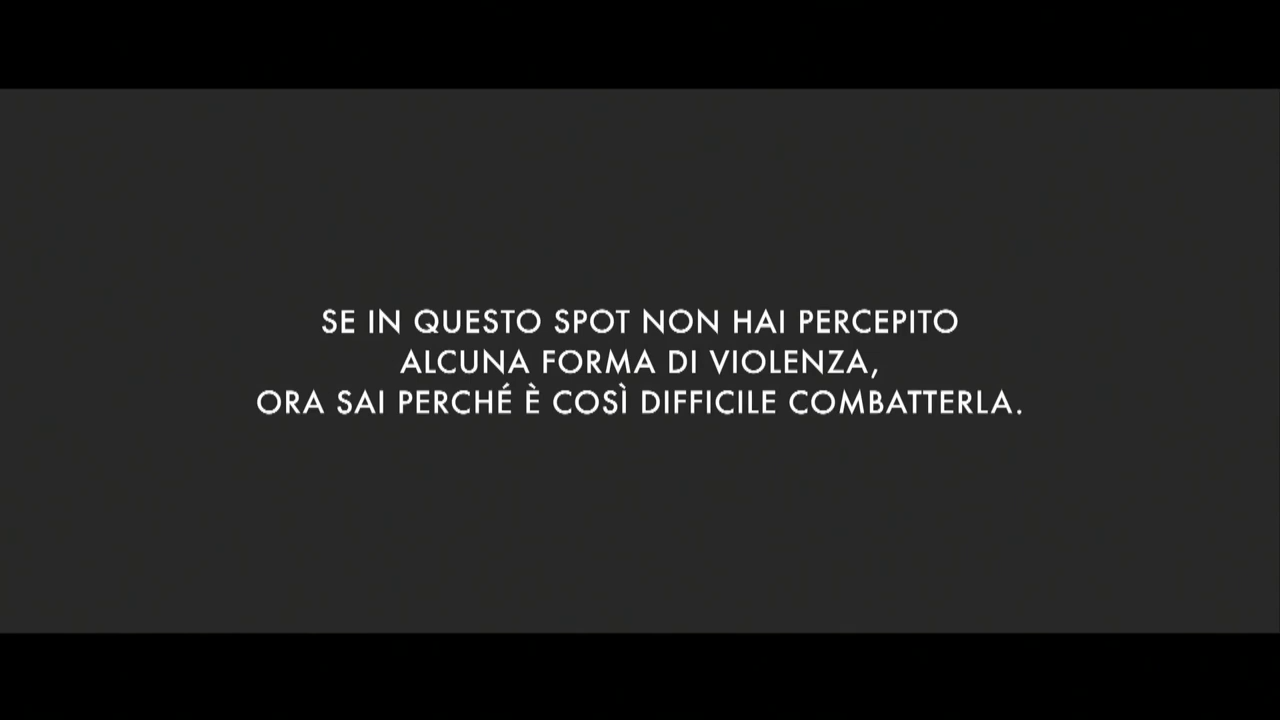 SE IN QUESTO SPOT NON HAI PERCEPITO
ALCUNA FORMA DI VIOLENZA,
ORA SAI PERCHÉ È COSÌ DIFFICILE COMBATTERLA.